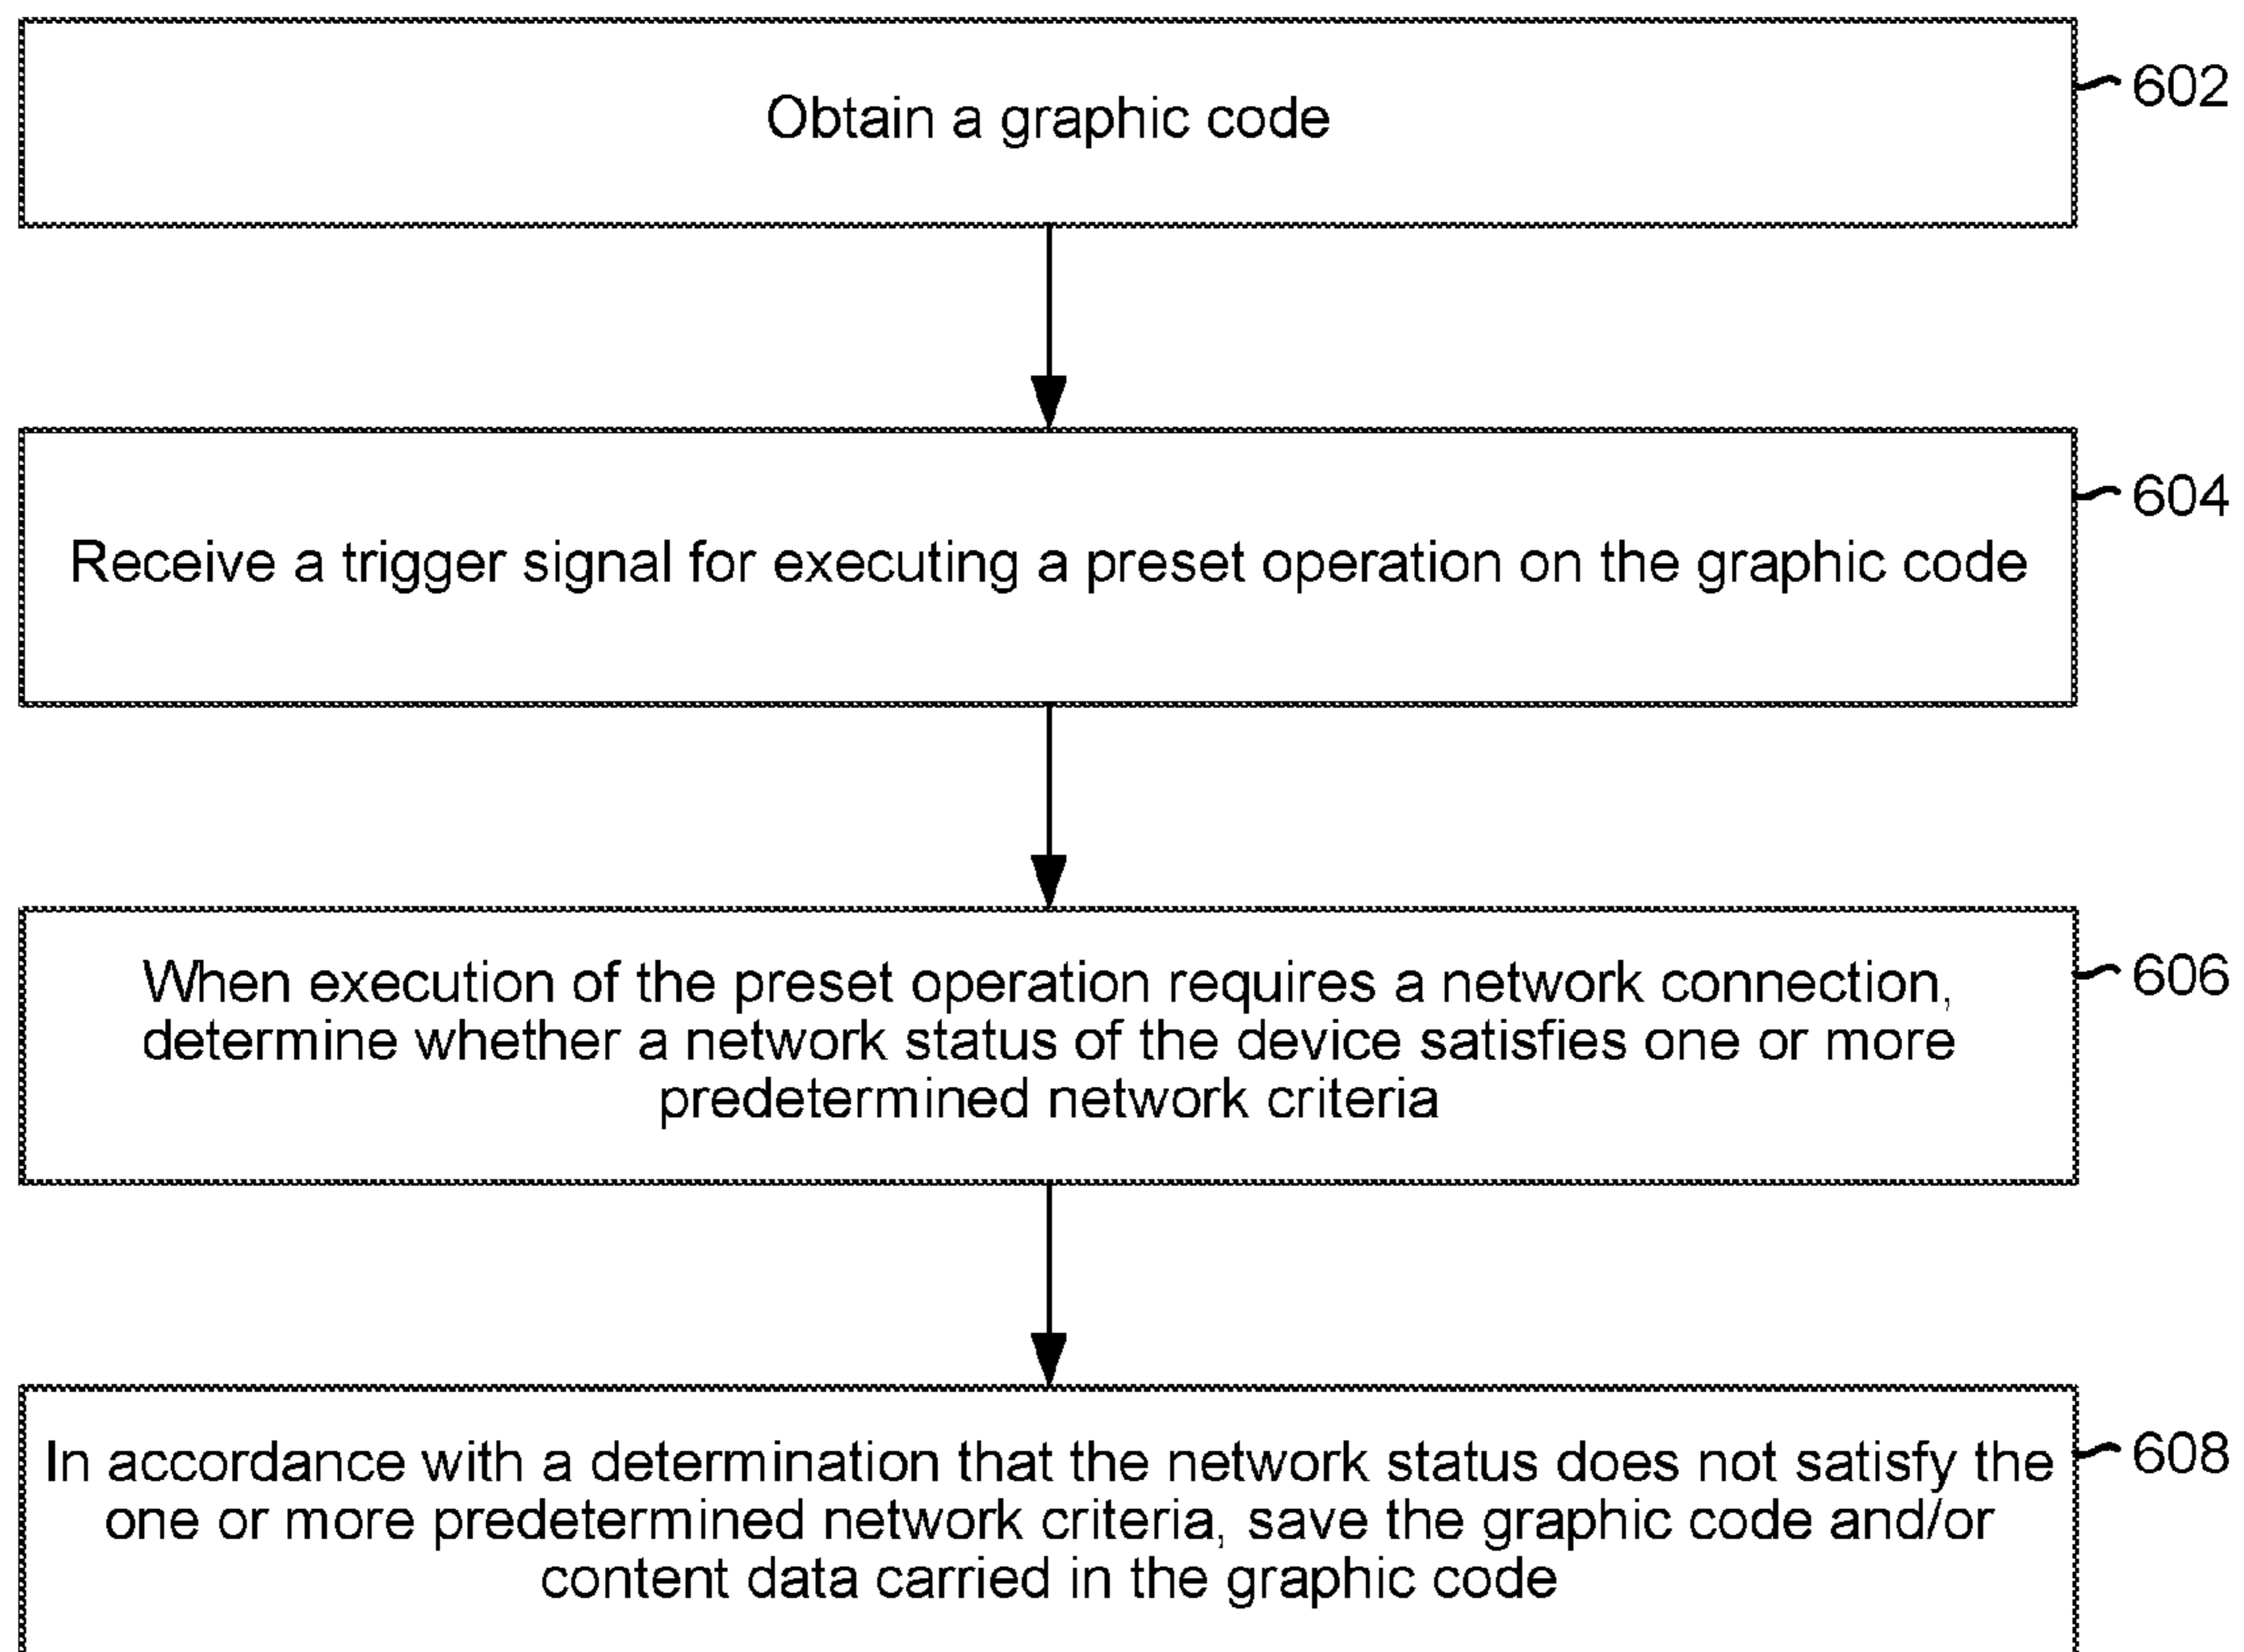 Obtain a graphic code
602
Receive a trigger signal for executing a preset operation on the graphic code
604
When execution of the preset operation requires a network connection,
determine whether a network status of the device satisfies one or more
predetermined network criteria
606
In accordance with a determination that the network status does not satisfy the
one or more predetermined network criteria, save the graphic code and/or
content data carried in the graphic code
608